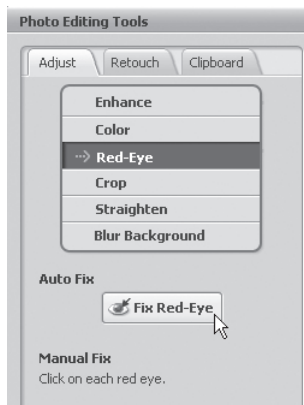 Photo Editing Tools
Adjust Retouch Clipboard
Enhance
Color
Red-Eye
Crop
Straighten
Blur Background
Auto Fix
Fix Red-Eye
Manual Fix
Click on each red eye.